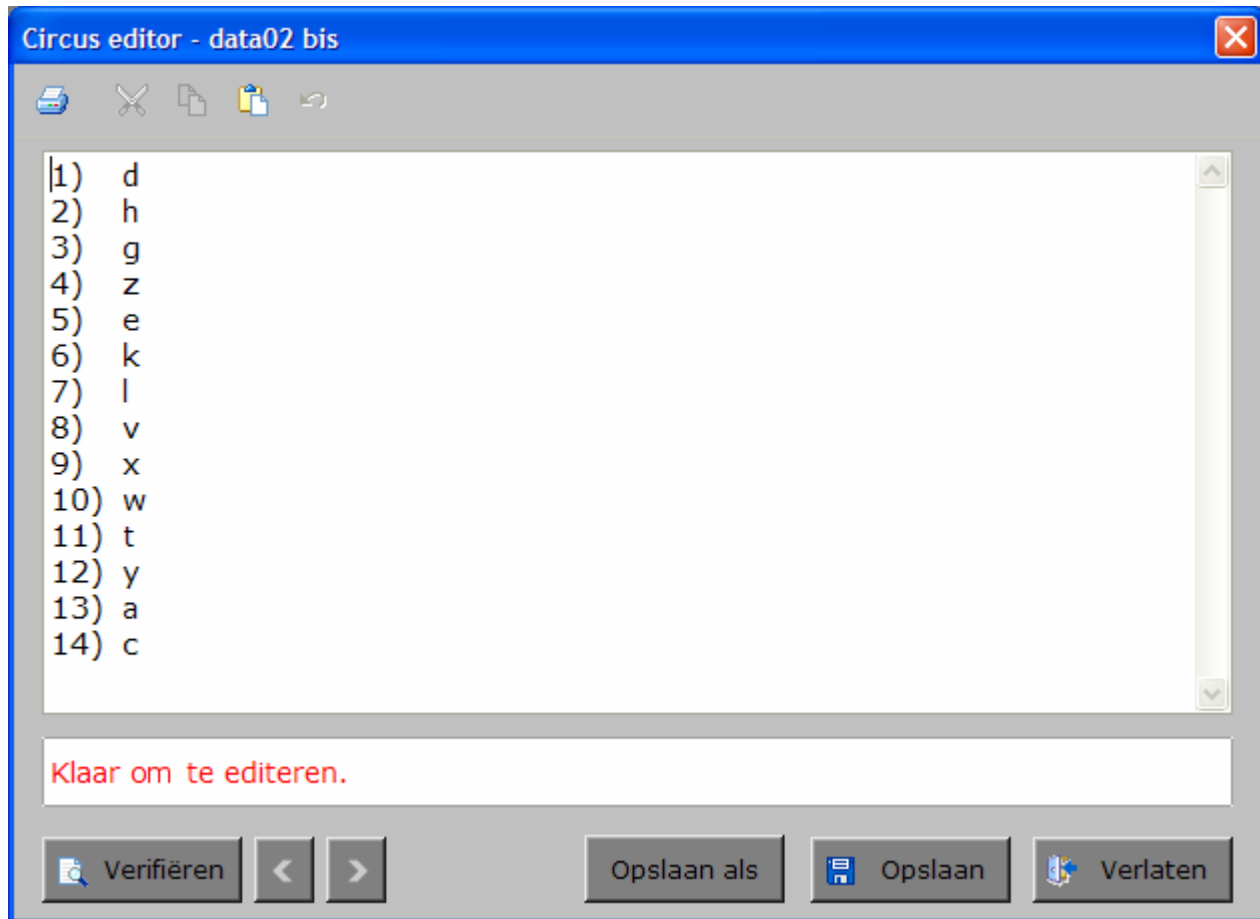 Circus editor - data02 bis
1) d
2) h
3) g
4) z
5) e
6) k
7) l
8) v
9) x
10) w
11) t
12) y
13) a
14) c
Klaar om te editeren.
Verifiëren < > Opslaan als Opslaan Verlaten